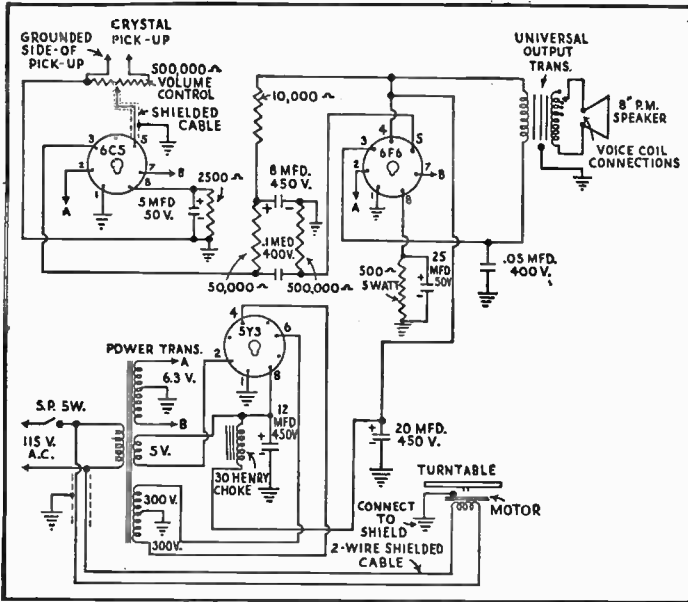 CRYSTAL
PICK-UP
GROUNDED
SIDE-OF
PICK-UP
500,000 Ω
VOLUME
CONTROL
SHIELDED
CABLE
3
5
6C5
2
7
B
1
8
A
2500 Ω
5 MFD
50 V.
10,000 Ω
8 MFD.
450V.
+
-
.1 MED
400V.
50,000 Ω
500,000 Ω
UNIVERSAL
OUTPUT
TRANS.
8" P.M.
SPEAKER
VOICE COIL
CONNECTIONS
4
3
5
6F6
2
7
B
1
8
A
500 Ω
5 WATT
25
MFD
50V
.05 MFD.
400 V.
4
6
5Y3
2
1
8
POWER TRANS.
A
6.3 V.
B
S.P. SW.
115 V.
A.C.
5 V.
300 V.
300V.
12
MFD
450V
30 HENRY
CHOKE
20 MFD.
450 V.
TURNTABLE
MOTOR
CONNECT
TO
SHIELD
2-WIRE SHIELDED
CABLE